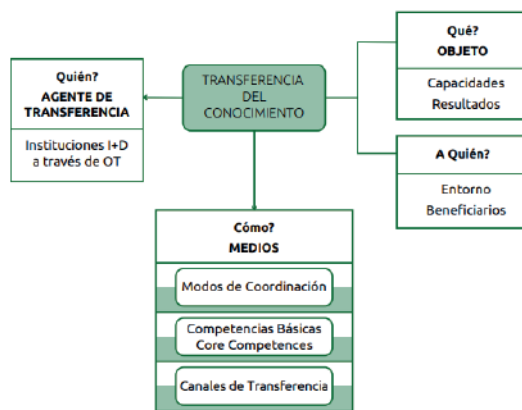 TRANSFERENCIA
DEL
CONOCIMIENTO
Quién?
AGENTE DE
TRANSFERENCIA
Instituciones I+D
a través de OT
Qué?
OBJETO
Capacidades
Resultados
A Quién?
Entorno
Beneficiarios
Cómo?
MEDIOS
Modos de Coordinación
Competencias Básicas
Core Competences
Canales de Transferencia